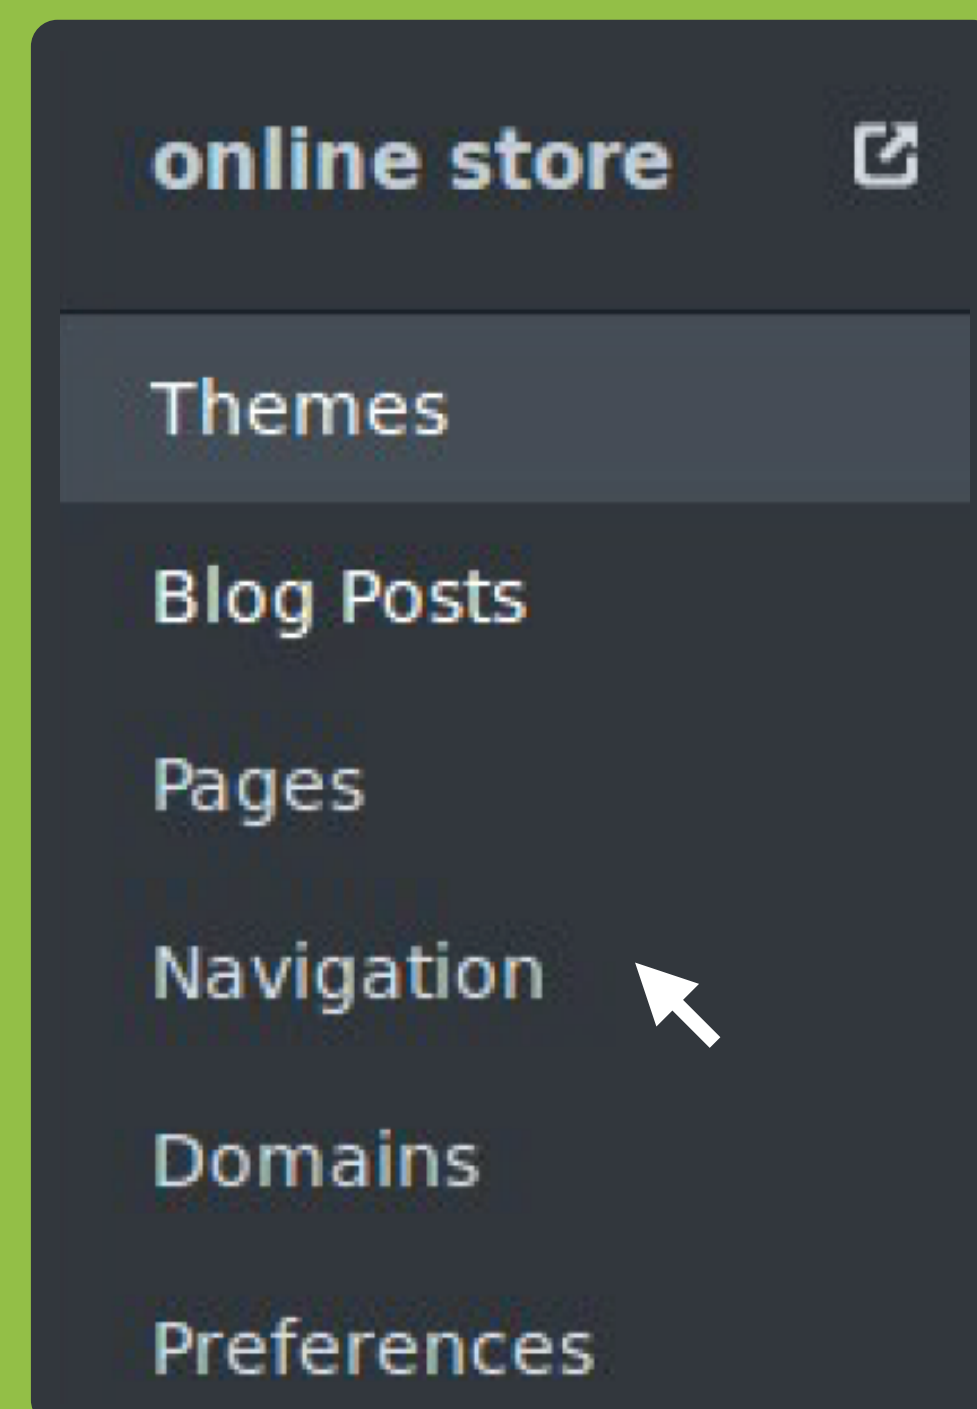 online store
Themes
Blog Posts
Pages
Navigation
Domains
Preferences